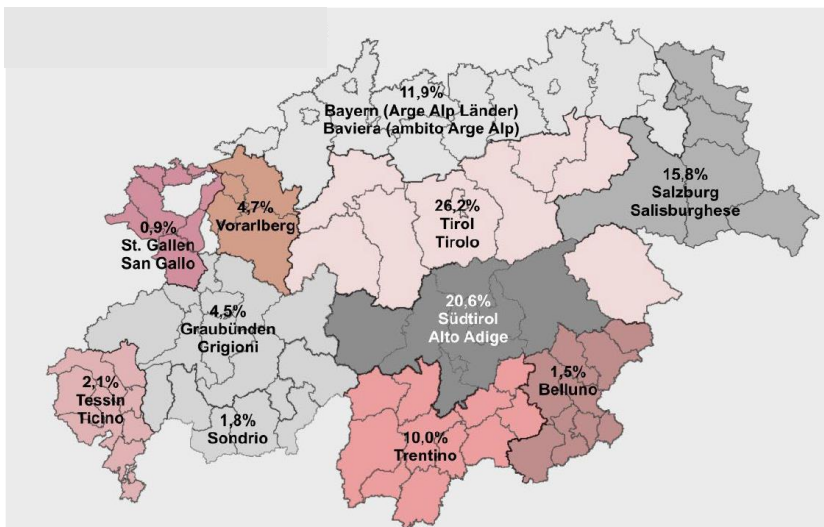 11,9%
Bayern (Arge Alp Länder)
Baviera (ambito Arge Alp)
15,8%
Salzburg
Salisburghese
4,7%
Vorarlberg
26,2%
Tirol
Tirolo
0,9%
St. Gallen
San Gallo
20,6%
Südtirol
Alto Adige
4,5%
Graubünden
Grigioni
2,1%
Tessin
Ticino
1,5%
Belluno
1,8%
Sondrio
10,0%
Trentino